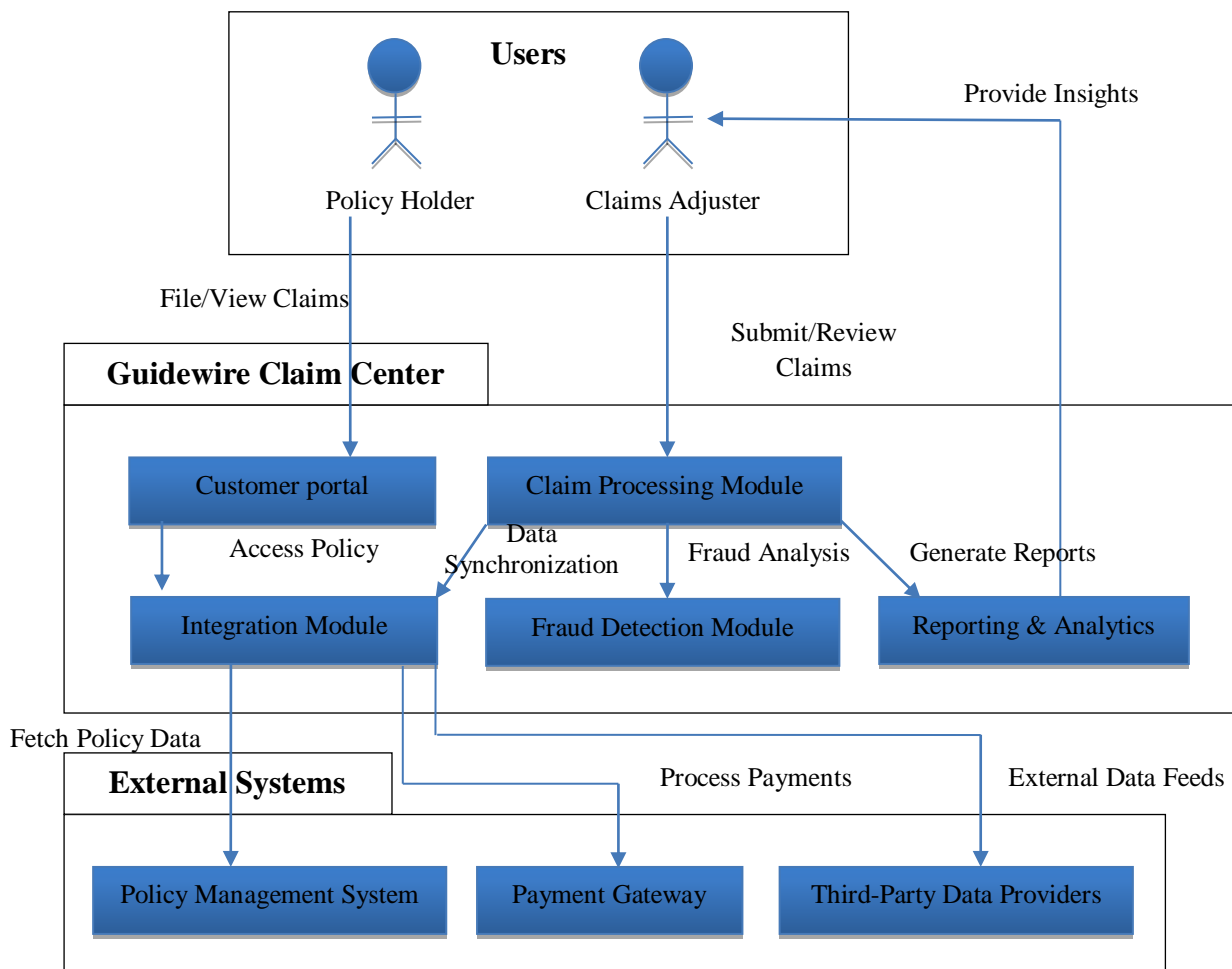 Users
Provide Insights
Policy Holder
Claims Adjuster
File/View Claims
Submit/Review
Claims
Guidewire Claim Center
Customer portal
Claim Processing Module
Access Policy
Data
Synchronization
Fraud Analysis
Generate Reports
Integration Module
Fraud Detection Module
Reporting & Analytics
Fetch Policy Data
External Systems
Process Payments
External Data Feeds
Policy Management System
Payment Gateway
Third-Party Data Providers